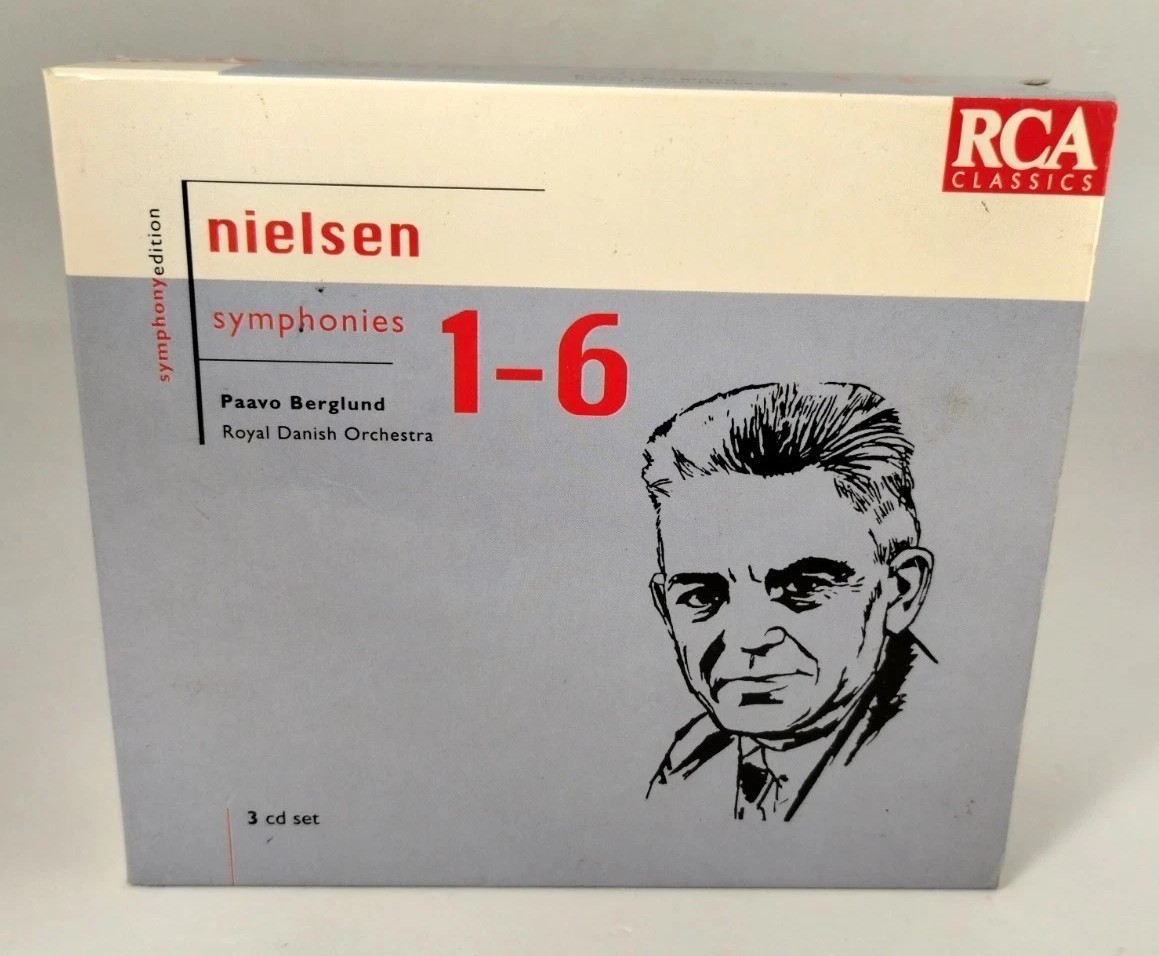 RCA
CLASSICS
symphonyedition
nielsen
symphonies
1–6
Paavo Berglund
Royal Danish Orchestra
3 cd set